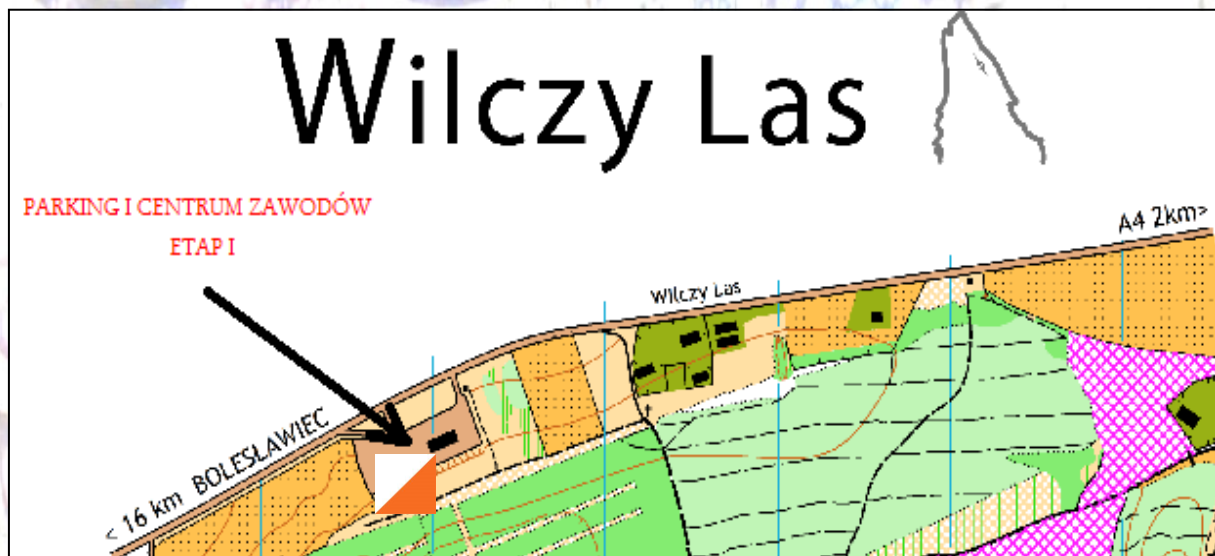 Wilczy Las
PARKING I CENTRUM ZAWODÓW
ETAP I
A4 2km>
Wilczy Las
< 16 km BOLESŁAWIEC